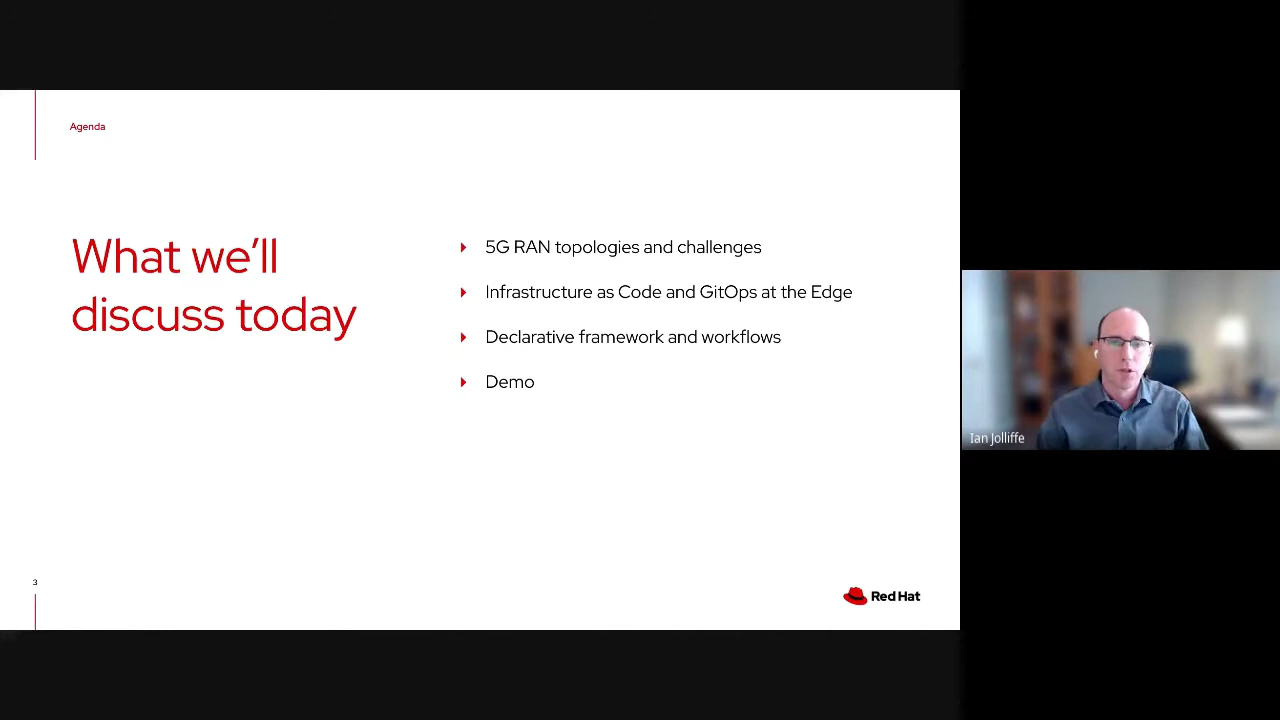 Agenda
What we'll
discuss today
5G RAN topologies and challenges
Infrastructure as Code and GitOps at the Edge
Declarative framework and workflows
Demo
3
Red Hat
Ian Jolliffe